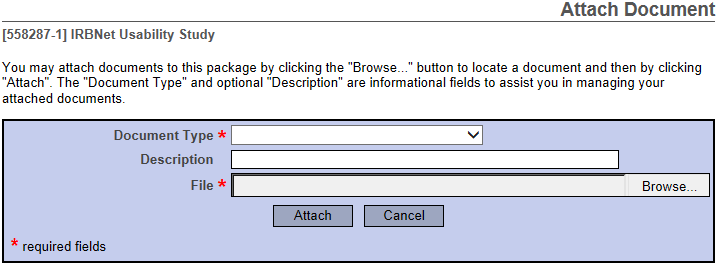 Attach Document
[558287-1] IRBNet Usability Study
You may attach documents to this package by clicking the "Browse..." button to locate a document and then by clicking
"Attach". The "Document Type" and optional "Description" are informational fields to assist you in managing your
attached documents.
Document Type *
Description
File * Browse...
Attach Cancel
* required fields